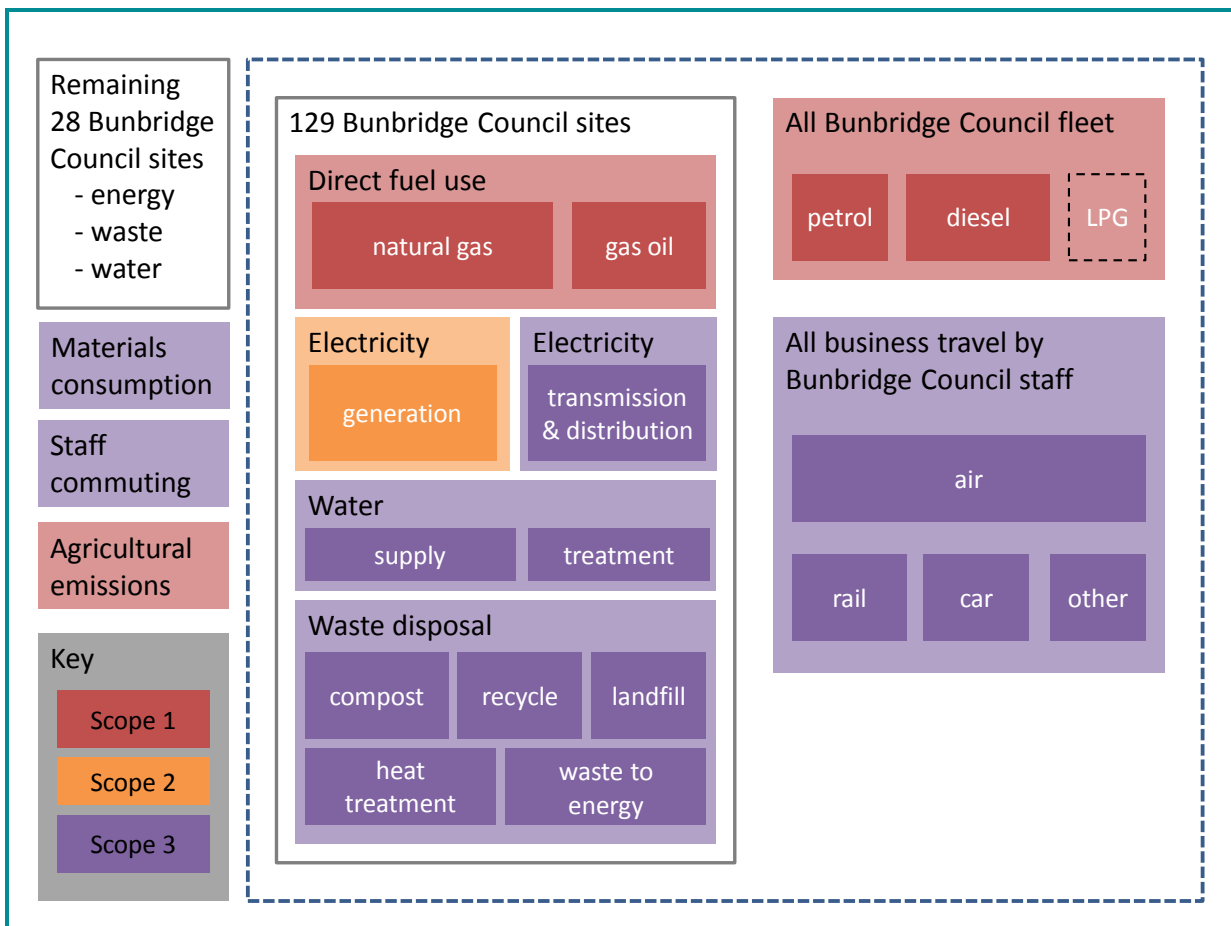 Remaining
28 Bunbridge
Council sites
- energy
- waste
- water
Materials
consumption
Staff
commuting
Agricultural
emissions
Key
Scope 1
Scope 2
Scope 3
129 Bunbridge Council sites
Direct fuel use
natural gas
gas oil
Electricity
generation
Electricity
transmission
& distribution
Water
supply
treatment
Waste disposal
compost
recycle
landfill
heat
treatment
waste to
energy
All Bunbridge Council fleet
petrol
diesel
LPG
All business travel by
Bunbridge Council staff
air
rail
car
other